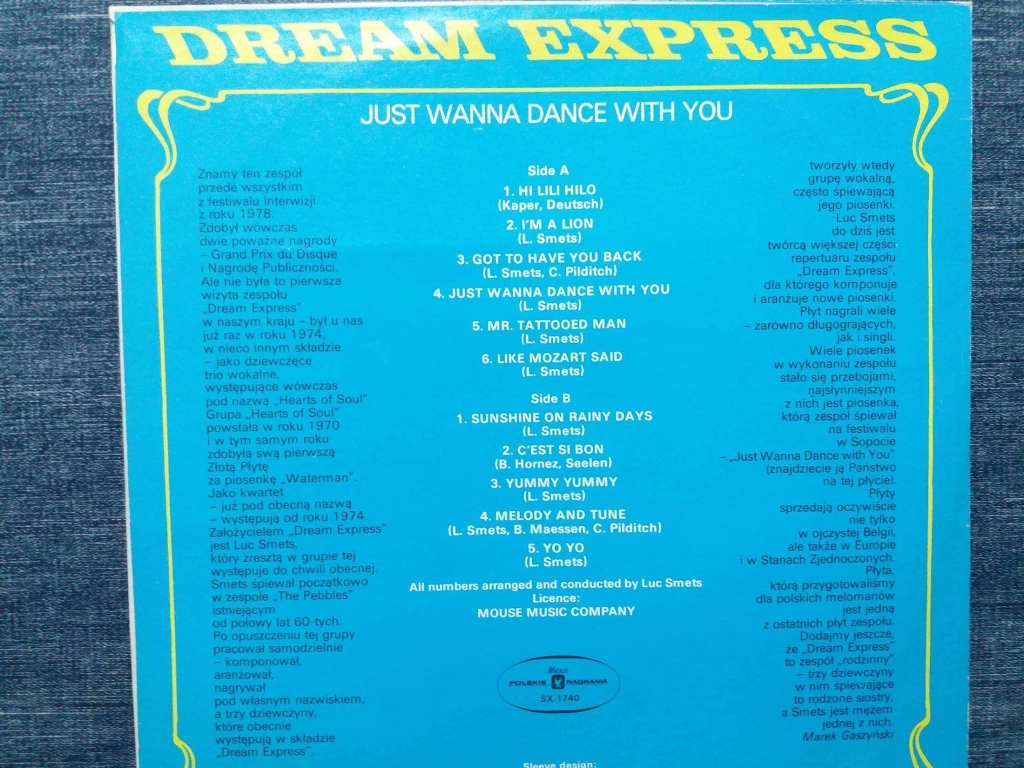 DREAM EXPRESS
JUST WANNA DANCE WITH YOU
Znamy ten zespół
przede wszystkim
z festiwalu Interwizji
z roku 1978.
Zdobył wówczas
dwie poważne nagrody
– Grand Prix du Disque
i Nagrodę Publiczności.
Ale nie była to pierwsza
wizyta zespołu
„Dream Express"
w naszym kraju – był u nas
już raz w roku 1974,
w nieco innym składzie
– jako dziewczęce
trio wokalne,
występujące wówczas
pod nazwą „Hearts of Soul".
Grupa „Hearts of Soul"
powstała w roku 1970
i w tym samym roku
zdobyła swą pierwszą
Złotą Płytę
za piosenkę „Waterman".
Jako kwartet
– już pod obecną nazwą
– występują od roku 1974.
Założycielem „Dream Express"
jest Luc Smets,
który zresztą w grupie tej
występuje do chwili obecnej.
Smets śpiewał początkowo
w zespole „The Pebbles"
istniejącym
od połowy lat 60-tych.
Po opuszczeniu tej grupy
pracował samodzielnie
– komponował,
aranżował,
nagrywał
pod własnym nazwiskiem,
a trzy dziewczyny,
które obecnie
występują w składzie
„Dream Express",
Side A
1. HI LILI HILO
(Kaper, Deutsch)
2. I'M A LION
(L. Smets)
3. GOT TO HAVE YOU BACK
(L. Smets, C. Pilditch)
4. JUST WANNA DANCE WITH YOU
(L. Smets)
5. MR. TATTOOED MAN
(L. Smets)
6. LIKE MOZART SAID
(L. Smets)
Side B
1. SUNSHINE ON RAINY DAYS
(L. Smets)
2. C'EST SI BON
(B. Hornez, Seelen)
3. YUMMY YUMMY
(L. Smets)
4. MELODY AND TUNE
(L. Smets, B. Maessen, C. Pilditch)
5. YO YO
(L. Smets)
All numbers arranged and conducted by Luc Smets
Licence:
MOUSE MUSIC COMPANY
Muza
POLSKIE NAGRANIA
SX 1740
Sleeve design:
tworzyły wtedy
grupę wokalną,
często śpiewającą
jego piosenki.
Luc Smets
do dziś jest
twórcą większej części
repertuaru zespołu
„Dream Express",
dla którego komponuje
i aranżuje nowe piosenki.
Płyt nagrali wiele
– zarówno długogrających,
jak i singli.
Wiele piosenek
w wykonaniu zespołu
stało się przebojami,
najsłynniejszym
z nich jest piosenka,
którą zespół śpiewał
na festiwalu
w Sopocie
– „Just Wanna Dance with You"
(znajdziecie ją Państwo
na tej płycie).
Płyty
sprzedają oczywiście
nie tylko
w ojczystej Belgii,
ale także w Europie
i w Stanach Zjednoczonych.
Płyta,
którą przygotowaliśmy
dla polskich melomanów
jest jedną
z ostatnich płyt zespołu.
Dodajmy jeszcze,
że „Dream Express"
to zespół „rodzinny"
– trzy dziewczyny
w nim śpiewające
to rodzone siostry,
a Smets jest mężem
jednej z nich.
Marek Gaszyński